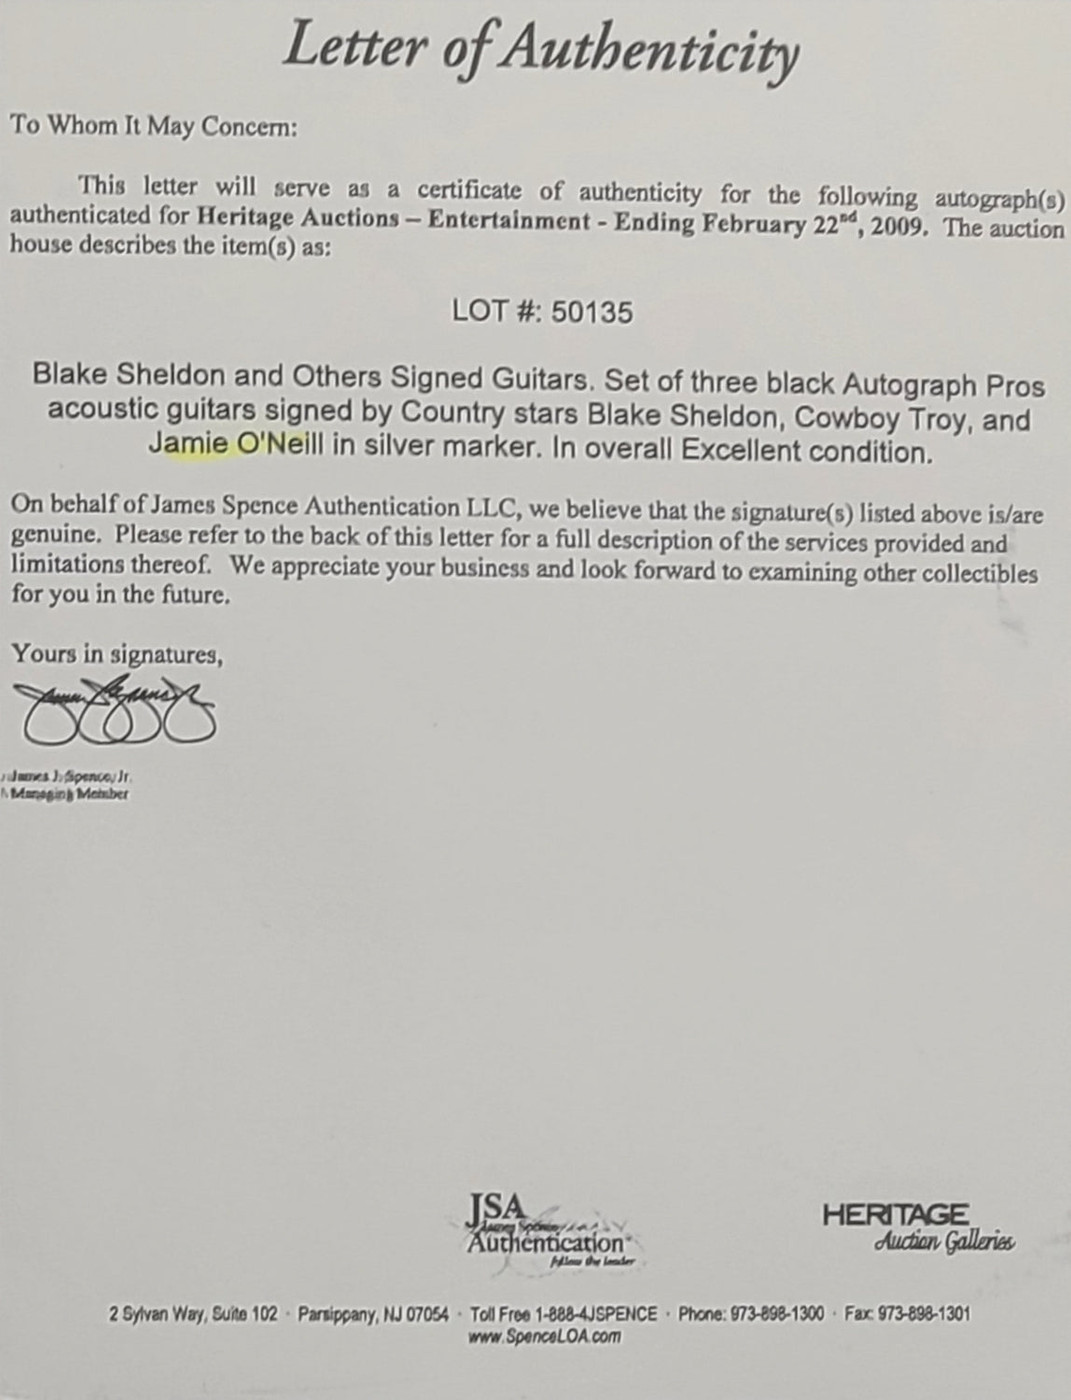 Letter of Authenticity
To Whom It May Concern:
This letter will serve as a certificate of authenticity for the following autograph(s)
authenticated for Heritage Auctions – Entertainment - Ending February 22nd, 2009. The auction
house describes the item(s) as:
LOT #: 50135
Blake Sheldon and Others Signed Guitars. Set of three black Autograph Pros
acoustic guitars signed by Country stars Blake Sheldon, Cowboy Troy, and
Jamie O'Neill in silver marker. In overall Excellent condition.
On behalf of James Spence Authentication LLC, we believe that the signature(s) listed above is/are
genuine. Please refer to the back of this letter for a full description of the services provided and
limitations thereof. We appreciate your business and look forward to examining other collectibles
for you in the future.
Yours in signatures,
James J. Spence, Jr.
Managing Member
JSA
James Spence
Authentication
follow the leader
HERITAGE
Auction Galleries
2 Sylvan Way, Suite 102 · Parsippany, NJ 07054 · Toll Free 1-888-4JSPENCE · Phone: 973-898-1300 · Fax: 973-898-1301
www.SpenceLOA.com